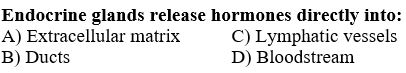 Endocrine glands release hormones directly into:
A) Extracellular matrix C) Lymphatic vessels
B) Ducts D) Bloodstream